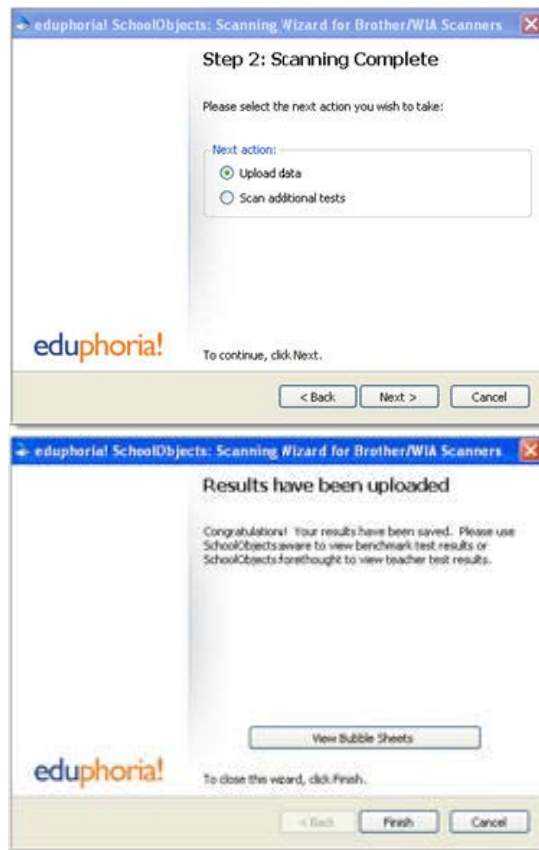 eduphoria! SchoolObjects: Scanning Wizard for Brother/WIA Scanners
Step 2: Scanning Complete
Please select the next action you wish to take:
Next action:
Upload data
Scan additional tests
eduphoria!
To continue, click Next.
< Back
Next >
Cancel
eduphoria! SchoolObjects: Scanning Wizard for Brother/WIA Scanners
Results have been uploaded
Congratulations! Your results have been saved. Please use
SchoolObjects:aware to view benchmark test results or
SchoolObjects:forethought to view teacher test results.
View Bubble Sheets
eduphoria!
To close this wizard, click Finish.
< Back
Finish
Cancel